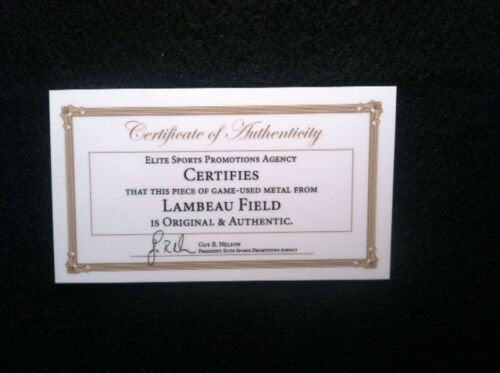 Certificate of Authenticity
ELITE SPORTS PROMOTIONS AGENCY
CERTIFIES
THAT THIS PIECE OF GAME-USED METAL FROM
LAMBEAU FIELD
IS ORIGINAL & AUTHENTIC.
GUY R. NELSON
PRESIDENT, ELITE SPORTS PROMOTIONS AGENCY